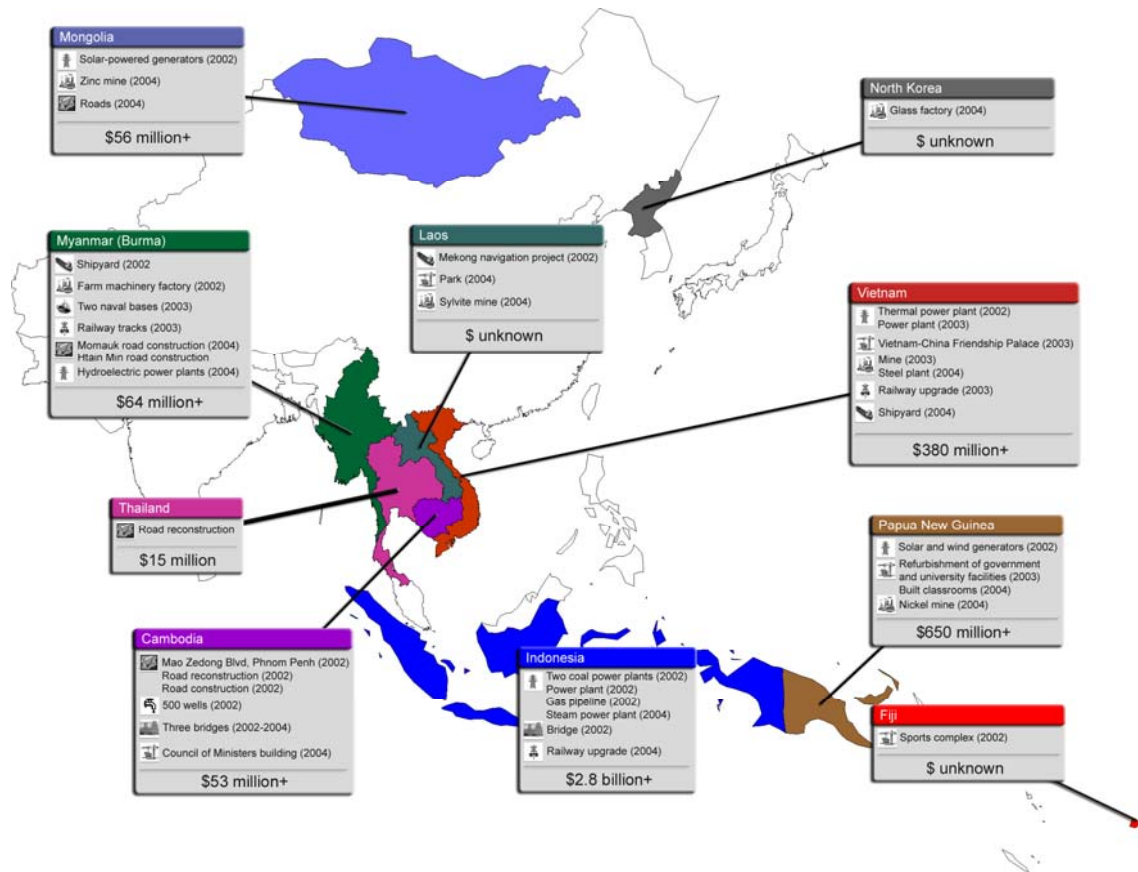 Mongolia
Solar-powered generators (2002)
Zinc mine (2004)
Roads (2004)
$56 million+
North Korea
Glass factory (2004)
$ unknown
Myanmar (Burma)
Shipyard (2002
Farm machinery factory (2002)
Two naval bases (2003)
Railway tracks (2003)
Momauk road construction (2004)
Htain Min road construction
Hydroelectric power plants (2004)
$64 million+
Laos
Mekong navigation project (2002)
Park (2004)
Sylvite mine (2004)
$ unknown
Vietnam
Thermal power plant (2002)
Power plant (2003)
Vietnam-China Friendship Palace (2003)
Mine (2003)
Steel plant (2004)
Railway upgrade (2003)
Shipyard (2004)
$380 million+
Thailand
Road reconstruction
$15 million
Papua New Guinea
Solar and wind generators (2002)
Refurbishment of government
and university facilities (2003)
Built classrooms (2004)
Nickel mine (2004)
$650 million+
Cambodia
Mao Zedong Blvd, Phnom Penh (2002)
Road reconstruction (2002)
Road construction (2002)
500 wells (2002)
Three bridges (2002-2004)
Council of Ministers building (2004)
$53 million+
Indonesia
Two coal power plants (2002)
Power plant (2002)
Gas pipeline (2002)
Steam power plant (2004)
Bridge (2002)
Railway upgrade (2004)
$2.8 billion+
Fiji
Sports complex (2002)
$ unknown